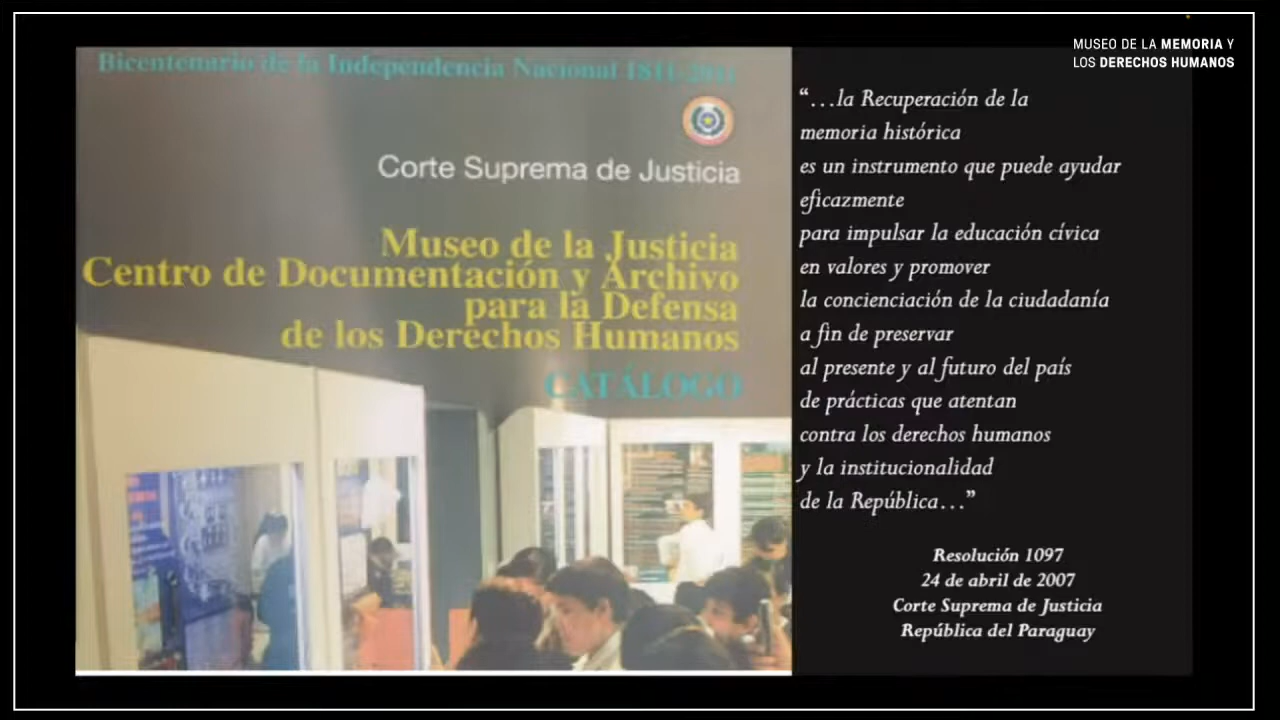 MUSEO DE LA MEMORIA Y
LOS DERECHOS HUMANOS
Bicentenario de la Independencia Nacional 1811-2011
Corte Suprema de Justicia
Museo de la Justicia
Centro de Documentación y Archivo
para la Defensa
de los Derechos Humanos
CATÁLOGO
“…la Recuperación de la
memoria histórica
es un instrumento que puede ayudar
eficazmente
para impulsar la educación cívica
en valores y promover
la concienciación de la ciudadanía
a fin de preservar
al presente y al futuro del país
de prácticas que atentan
contra los derechos humanos
y la institucionalidad
de la República…”
Resolución 1097
24 de abril de 2007
Corte Suprema de Justicia
República del Paraguay